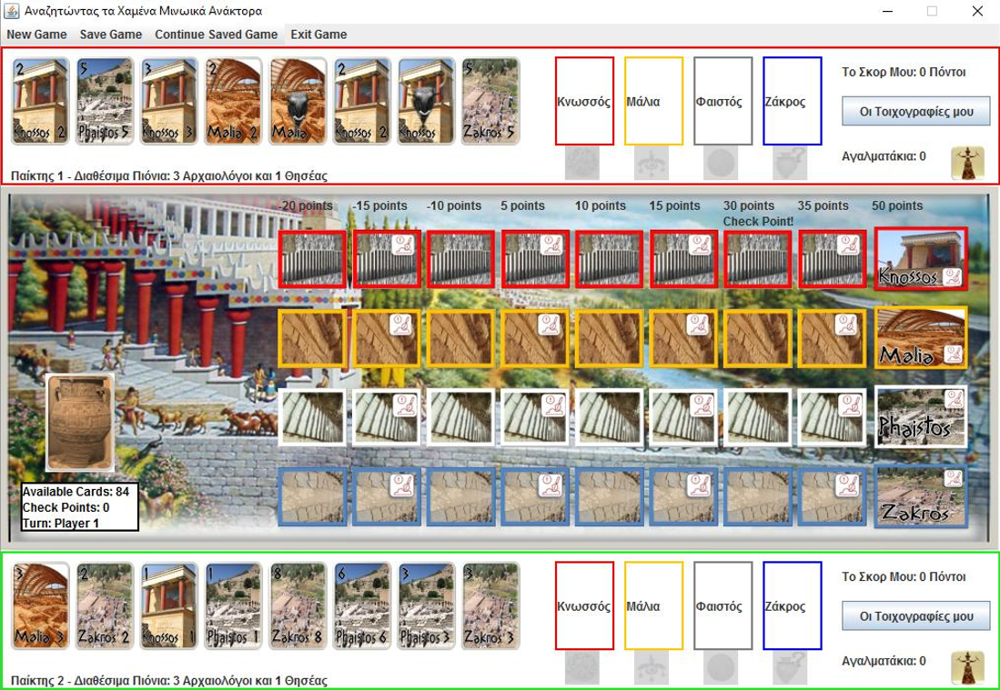 Αναζητώντας τα Χαμένα Μινωικά Ανάκτορα
New Game Save Game Continue Saved Game Exit Game
2 Knossos 2
5 Phaistos 5
3 Knossos 3
2 Malia 2
Malia
2 Knossos 2
Knossos
5 Zakros 5
Κνωσσός
Μάλια
Φαιστός
Ζάκρος
Το Σκορ Μου: 0 Πόντοι
Οι Τοιχογραφίες μου
Αγαλματάκια: 0
Παίκτης 1 - Διαθέσιμα Πιόνια: 3 Αρχαιολόγοι και 1 Θησέας
-20 points -15 points -10 points 5 points 10 points 15 points 30 points 35 points 50 points
Check Point!
Knossos
Malia
Phaistos
Zakros
Available Cards: 84
Check Points: 0
Turn: Player 1
3 Malia 3
2 Zakros 2
1 Knossos 1
1 Phaistos 1
8 Zakros 8
6 Phaistos 6
3 Phaistos 3
3 Zakros 3
Κνωσσός
Μάλια
Φαιστός
Ζάκρος
Το Σκορ Μου: 0 Πόντοι
Οι Τοιχογραφίες μου
Αγαλματάκια: 0
Παίκτης 2 - Διαθέσιμα Πιόνια: 3 Αρχαιολόγοι και 1 Θησέας